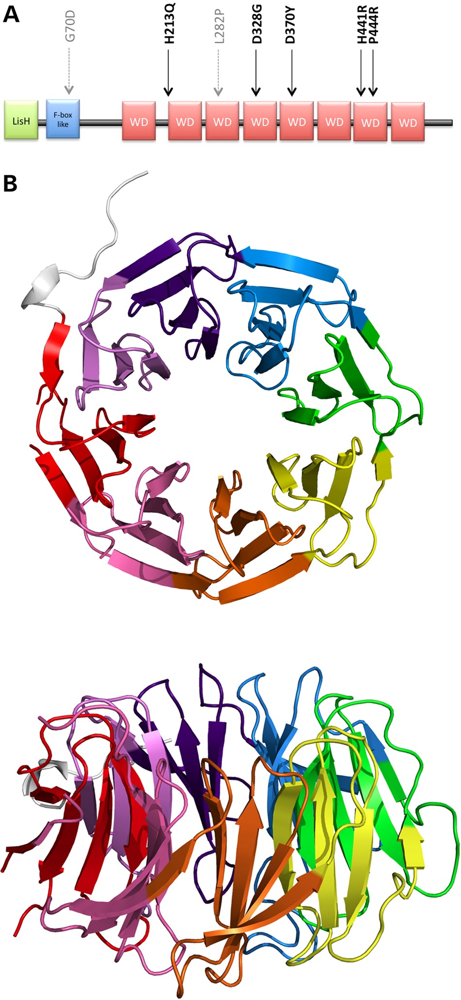 A
G70D
H213Q
L282P
D328G
D370Y
H441R
P444R
LisH
F-box
like
WD
WD
WD
WD
WD
WD
WD
WD
B